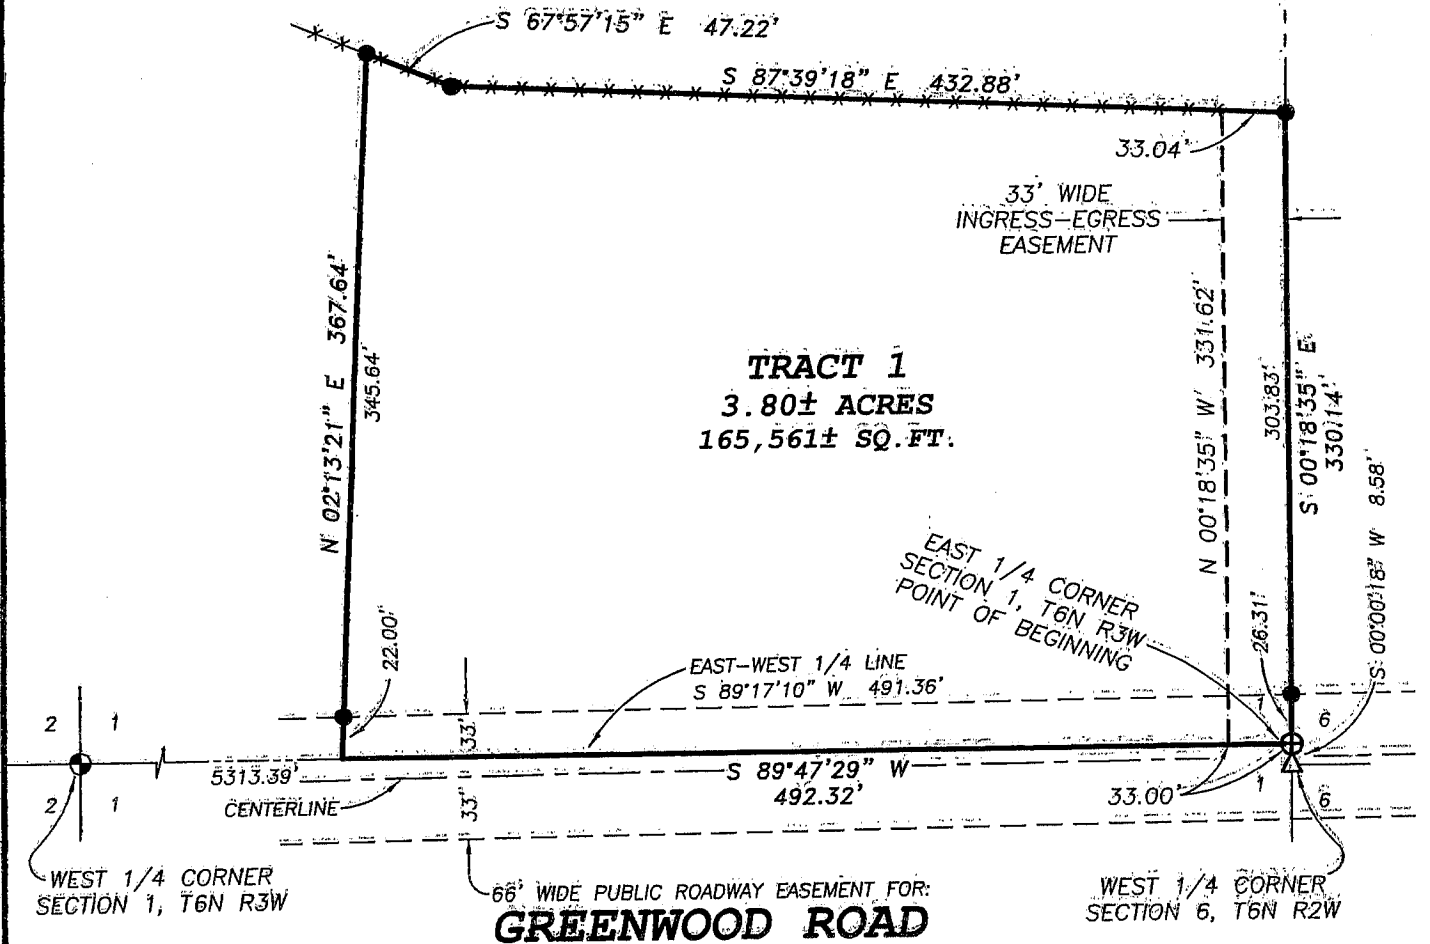 S 67°57'15" E 47.22'
S 87°39'18" E 432.88'
33.04'
33' WIDE
INGRESS-EGRESS
EASEMENT
N 02°13'21" E 367.64'
345.64'
TRACT 1
3.80± ACRES
165,561± SQ.FT.
N 00°18'35" W 331.62'
303.83'
S 00°18'35" E
330.14'
S 00°00'18" W 8.58'
EAST 1/4 CORNER
SECTION 1, T6N R3W
POINT OF BEGINNING
26.31'
22.00'
EAST-WEST 1/4 LINE
S 89°17'10" W 491.36'
2 1
33'
1 6
5313.39'
S 89°47'29" W
492.32'
33.00'
2 1
CENTERLINE
33'
1 6
WEST 1/4 CORNER
SECTION 1, T6N R3W
66' WIDE PUBLIC ROADWAY EASEMENT FOR:
GREENWOOD ROAD
WEST 1/4 CORNER
SECTION 6, T6N R2W